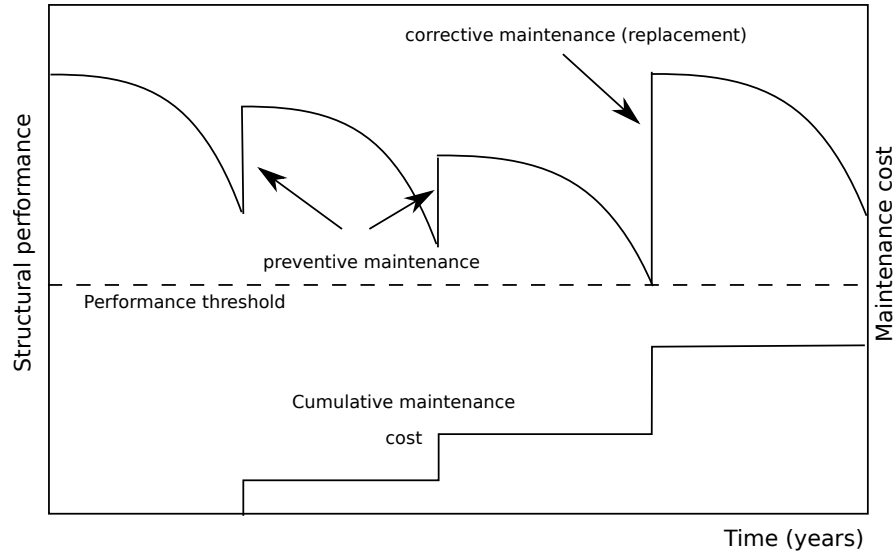 corrective maintenance (replacement)
Structural performance
Maintenance cost
preventive maintenance
Performance threshold
Cumulative maintenance
cost
Time (years)